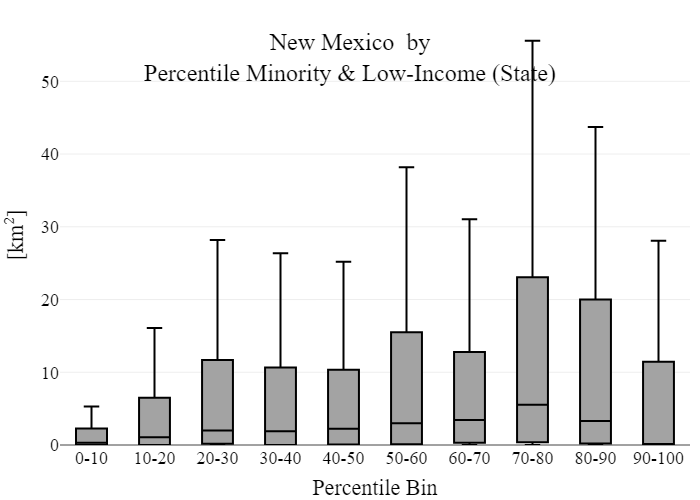 New Mexico by
Percentile Minority & Low-Income (State)
50
40
30
20
10
0
[km²]
0-10 10-20 20-30 30-40 40-50 50-60 60-70 70-80 80-90 90-100
Percentile Bin